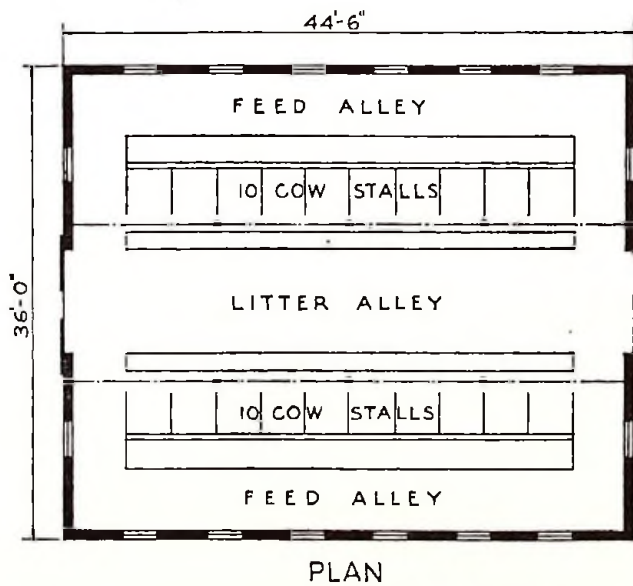 44'-6"
FEED ALLEY
10 COW STALLS
36'-0"
LITTER ALLEY
10 COW STALLS
FEED ALLEY
PLAN